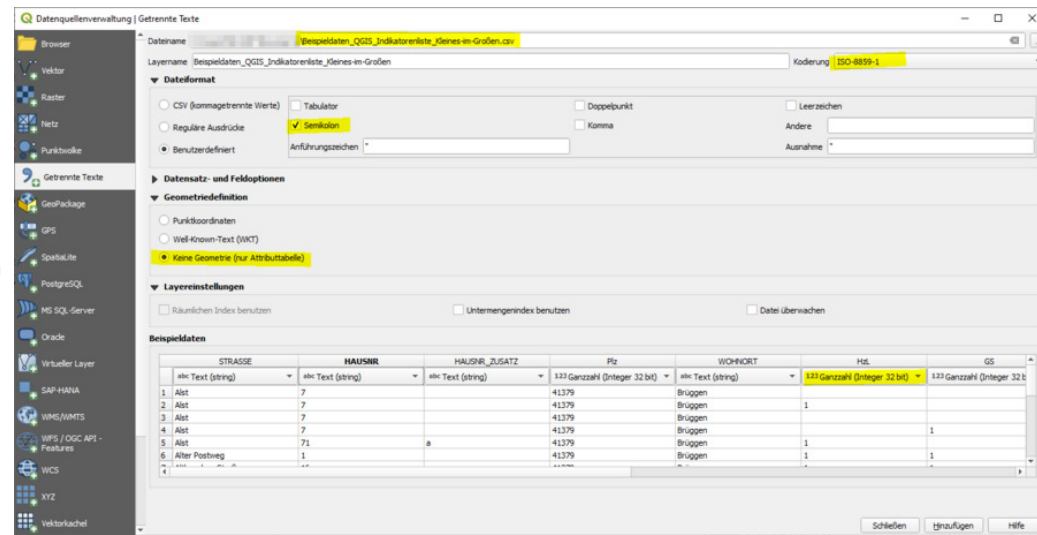 Datenquellenverwaltung | Getrennte Texte
Browser
Vektor
Raster
Netz
Punktwolke
Getrennte Texte
GeoPackage
GPS
SpatiaLite
PostgreSQL
MS SQL-Server
Oracle
Virtueller Layer
SAP-HANA
WMS/WMTS
WFS / OGC API -
Features
WCS
XYZ
Vektorkachel
Dateiname \Beispieldaten_QGIS_Indikatorenliste_Kleines-im-Großen.csv
Layername Beispieldaten_QGIS_Indikatorenliste_Kleines-im-Großen Kodierung ISO-8859-1
Dateiformat
CSV (kommagetrennte Werte) Tabulator Doppelpunkt Leerzeichen
Reguläre Ausdrücke Semikolon Komma Andere
Benutzerdefiniert Anführungszeichen " Ausnahme "
Datensatz- und Feldoptionen
Geometriedefinition
Punktkoordinaten
Well-Known-Text (WKT)
Keine Geometrie (nur Attributtabelle)
Layereinstellungen
Räumlichen Index benutzen Untermengenindex benutzen Datei überwachen
Beispieldaten
STRASSE HAUSNR HAUSNR_ZUSATZ Plz WOHNORT HzL GS
abc Text (string) abc Text (string) abc Text (string) 123 Ganzzahl (Integer 32 bit) abc Text (string) 123 Ganzzahl (Integer 32 bit) 123 Ganzzahl (Integer 32 b
1 Alst 7 41379 Brüggen
2 Alst 7 41379 Brüggen 1
3 Alst 7 41379 Brüggen
4 Alst 7 41379 Brüggen 1
5 Alst 71 a 41379 Brüggen 1 1
6 Alter Postweg 1 41379 Brüggen 1 1
Schließen Hinzufügen Hilfe